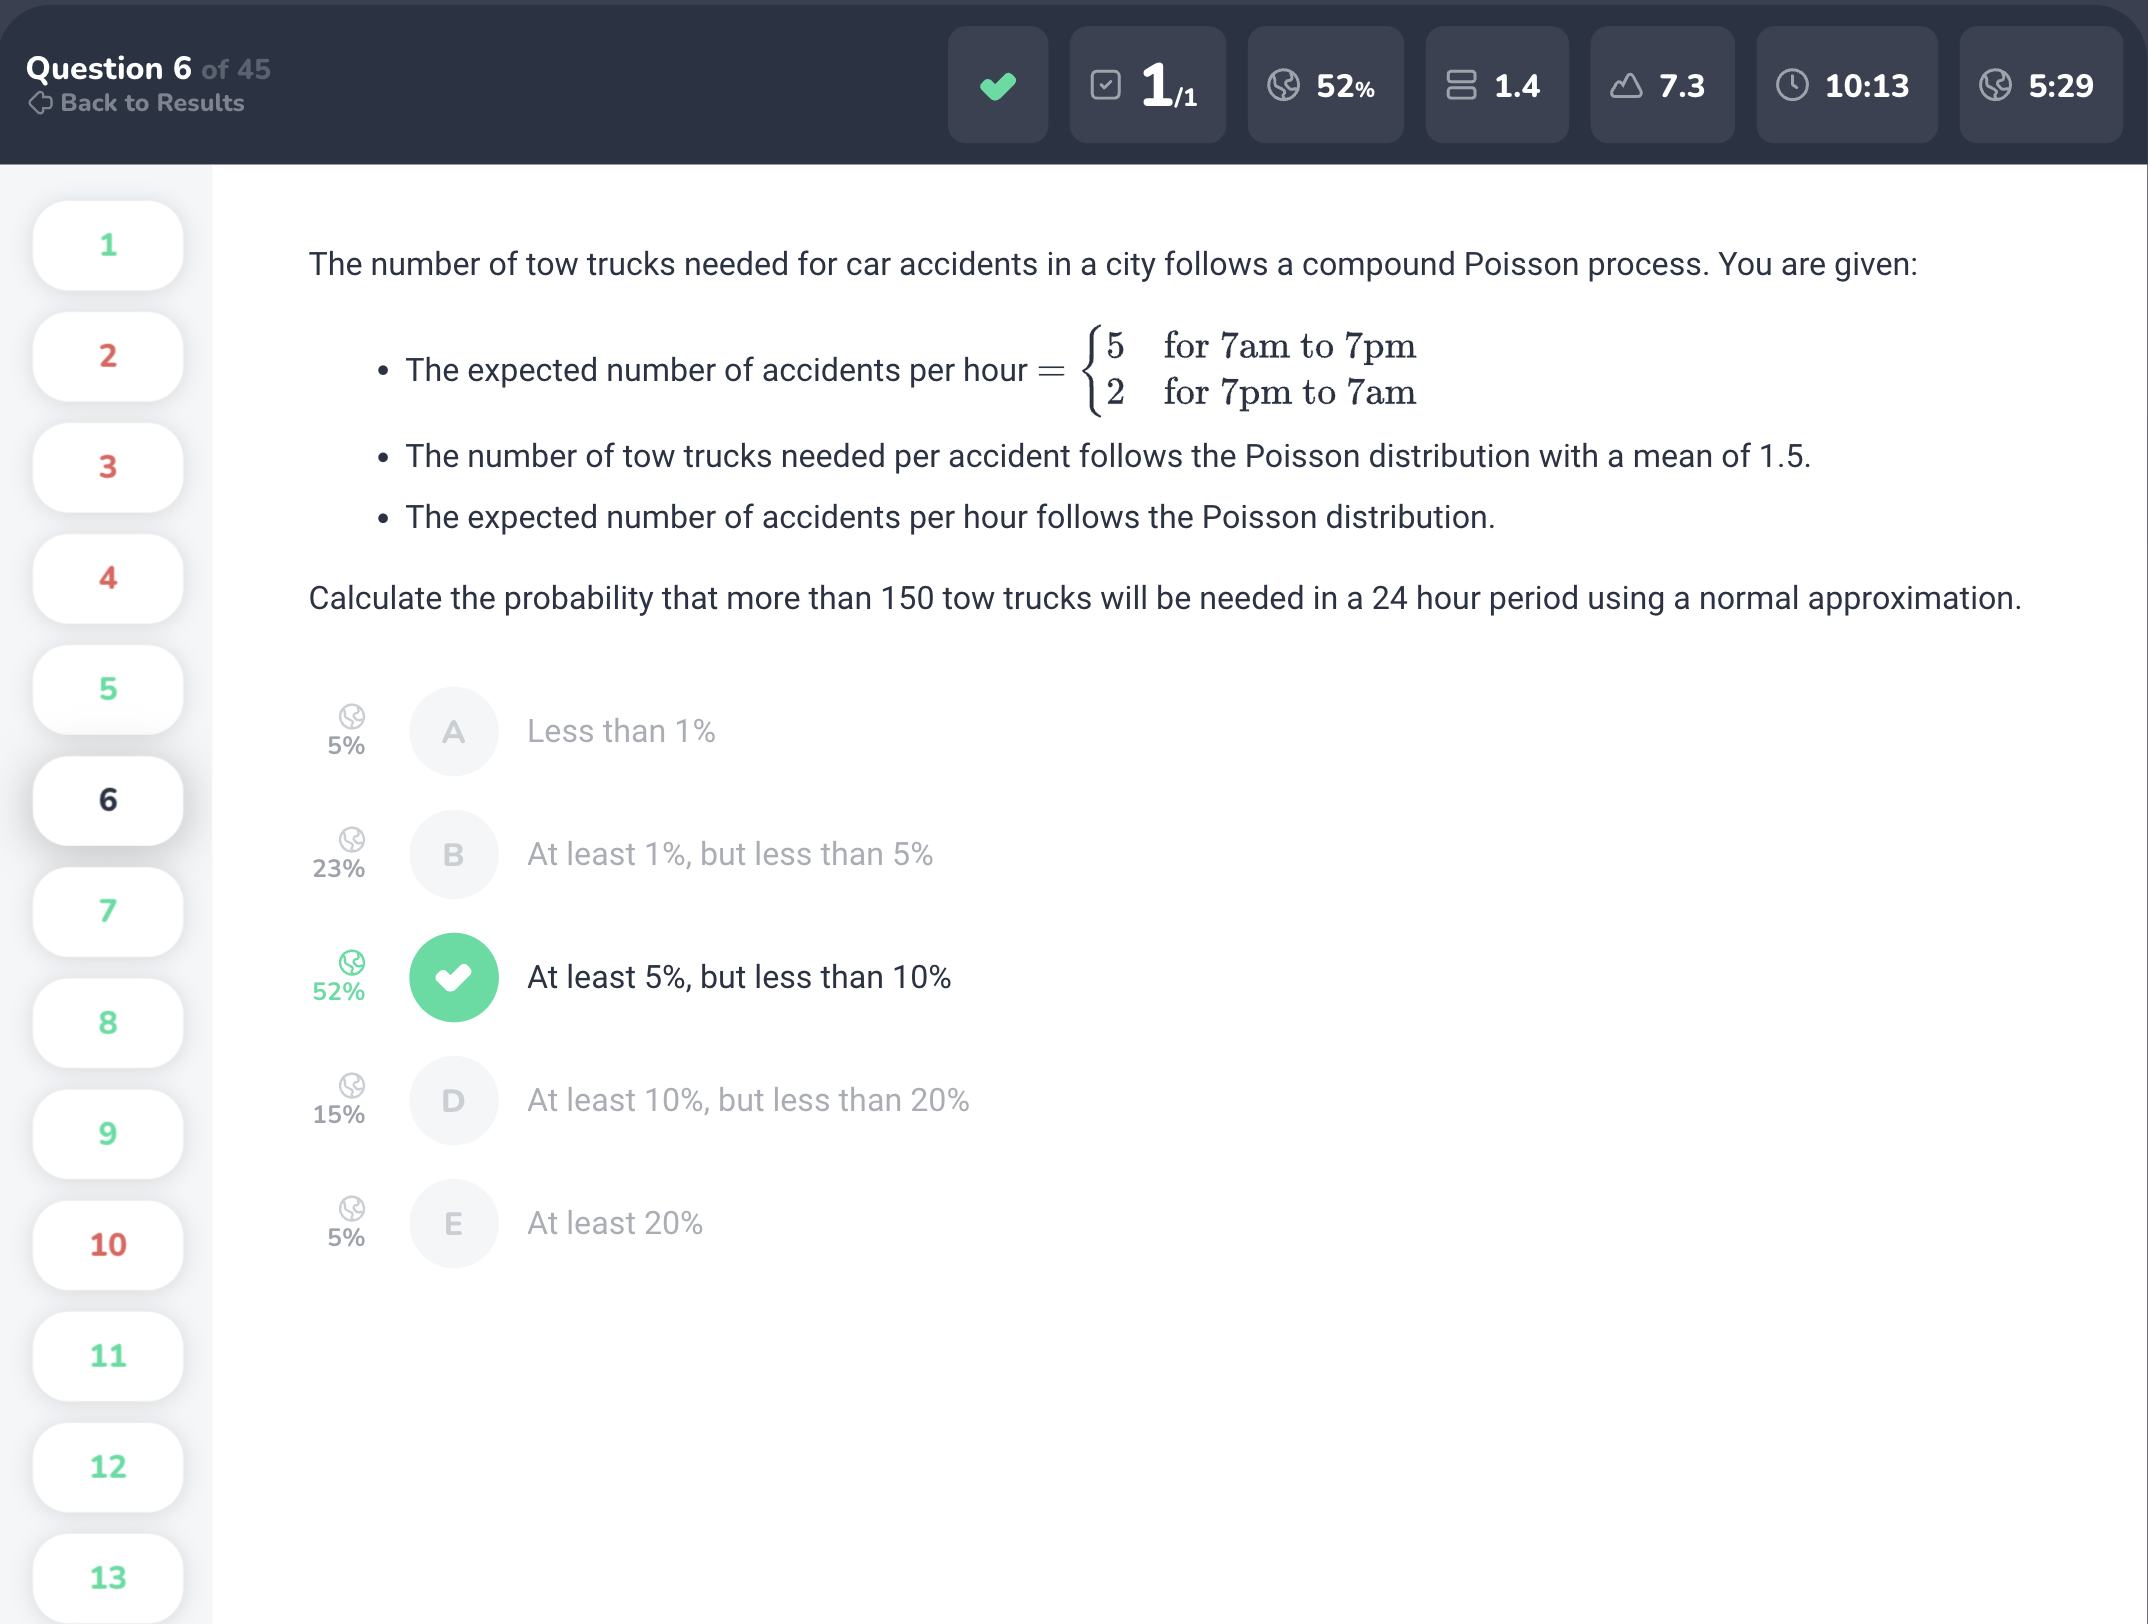 Question 6 of 45
Back to Results
1/1
52%
1.4
7.3
10:13
5:29
1
2
3
4
5
6
7
8
9
10
11
12
13
The number of tow trucks needed for car accidents in a city follows a compound Poisson process. You are given:
• The expected number of accidents per hour = { 5 for 7am to 7pm
2 for 7pm to 7am
• The number of tow trucks needed per accident follows the Poisson distribution with a mean of 1.5.
• The expected number of accidents per hour follows the Poisson distribution.
Calculate the probability that more than 150 tow trucks will be needed in a 24 hour period using a normal approximation.
5% A Less than 1%
23% B At least 1%, but less than 5%
52% At least 5%, but less than 10%
15% D At least 10%, but less than 20%
5% E At least 20%